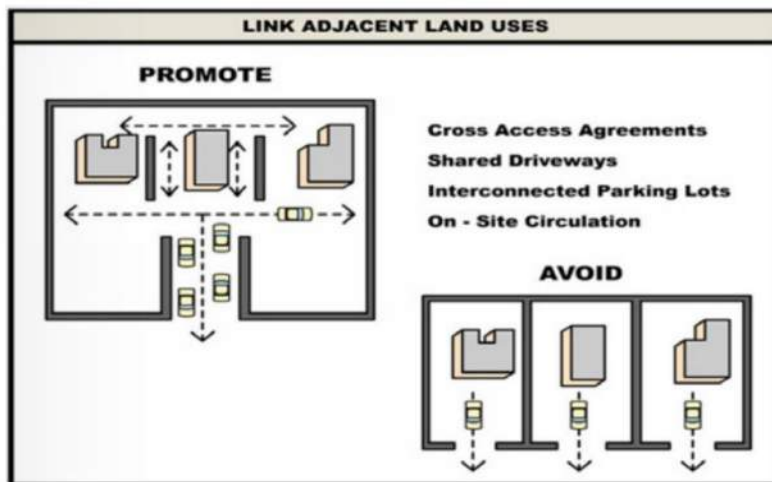 LINK ADJACENT LAND USES
PROMOTE
Cross Access Agreements
Shared Driveways
Interconnected Parking Lots
On - Site Circulation
AVOID